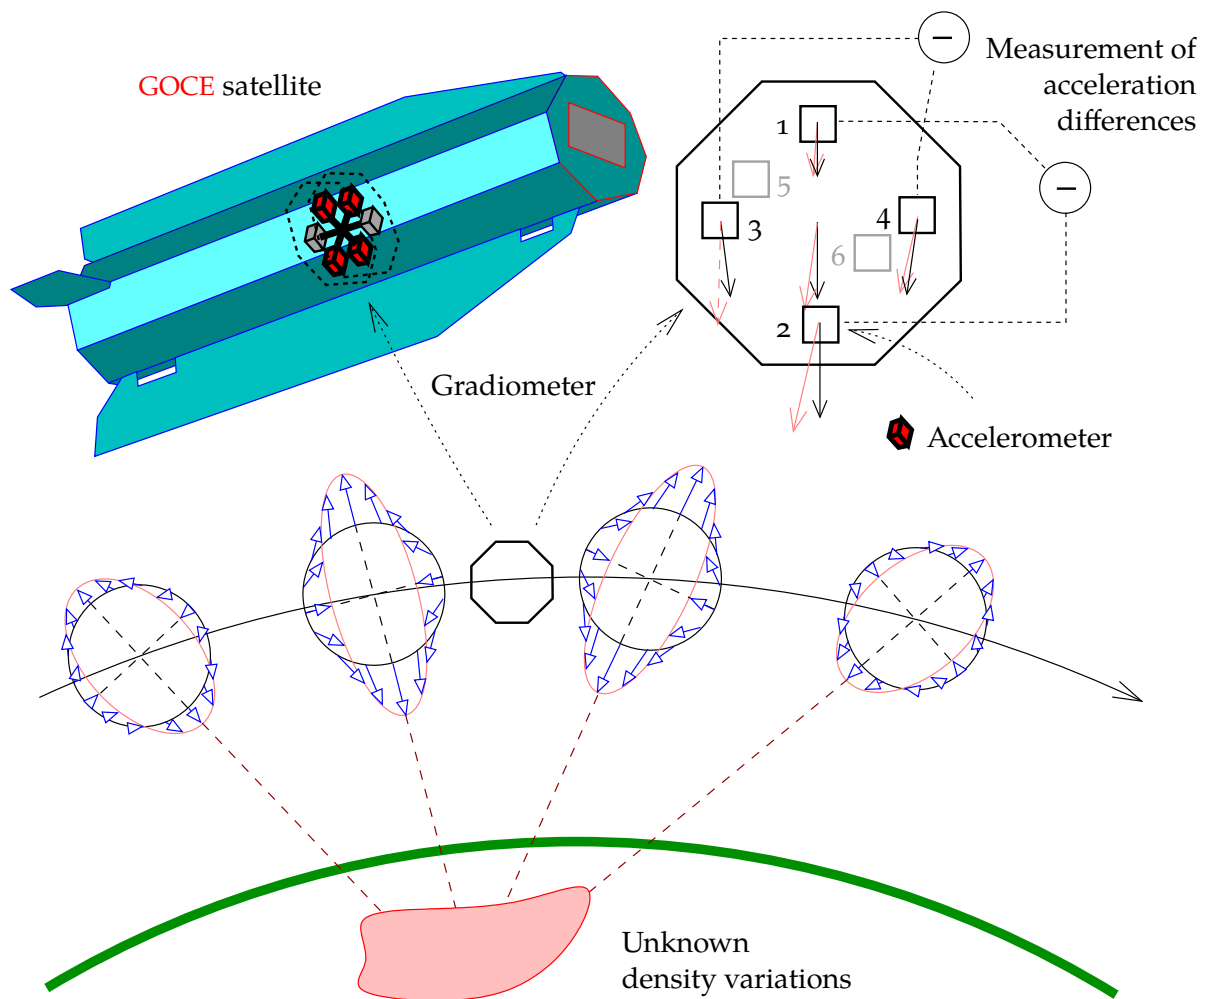 GOCE satellite
−
Measurement of
acceleration
differences
1
−
5
3
4
6
2
Gradiometer
Accelerometer
Unknown
density variations